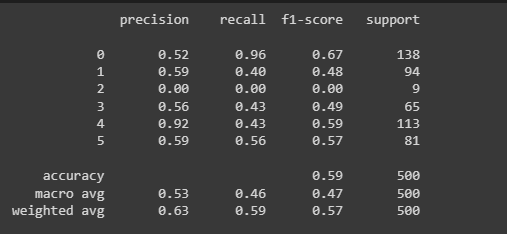 precision recall f1-score support
0 0.52 0.96 0.67 138
1 0.59 0.40 0.48 94
2 0.00 0.00 0.00 9
3 0.56 0.43 0.49 65
4 0.92 0.43 0.59 113
5 0.59 0.56 0.57 81
accuracy 0.59 500
macro avg 0.53 0.46 0.47 500
weighted avg 0.63 0.59 0.57 500